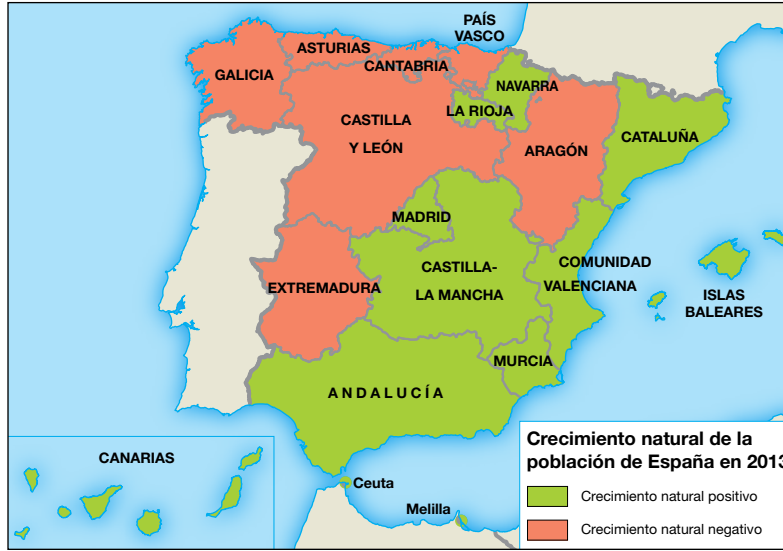 PAÍS
VASCO
ASTURIAS
CANTABRIA
GALICIA
NAVARRA
LA RIOJA
CASTILLA
Y LEÓN
CATALUÑA
ARAGÓN
MADRID
COMUNIDAD
VALENCIANA
CASTILLA-
LA MANCHA
EXTREMADURA
ISLAS
BALEARES
MURCIA
ANDALUCÍA
CANARIAS
Ceuta
Melilla
Crecimiento natural de la
población de España en 2013
Crecimiento natural positivo
Crecimiento natural negativo